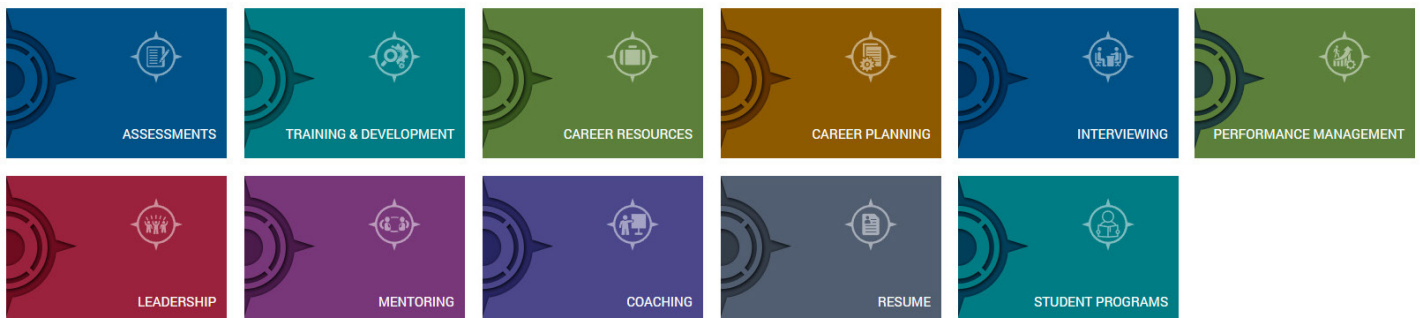 ASSESSMENTS
TRAINING & DEVELOPMENT
CAREER RESOURCES
CAREER PLANNING
INTERVIEWING
PERFORMANCE MANAGEMENT
LEADERSHIP
MENTORING
COACHING
RESUME
STUDENT PROGRAMS